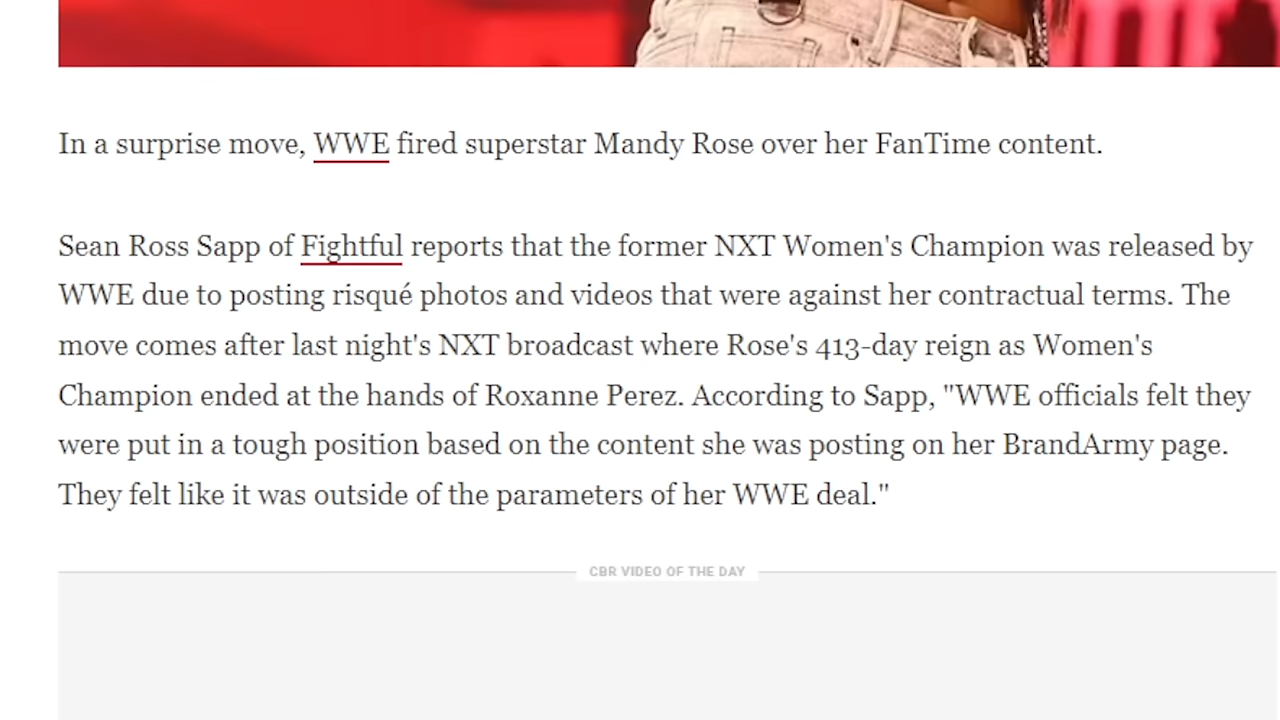 In a surprise move, WWE fired superstar Mandy Rose over her FanTime content.
Sean Ross Sapp of Fightful reports that the former NXT Women's Champion was released by
WWE due to posting risqué photos and videos that were against her contractual terms. The
move comes after last night's NXT broadcast where Rose's 413-day reign as Women's
Champion ended at the hands of Roxanne Perez. According to Sapp, "WWE officials felt they
were put in a tough position based on the content she was posting on her BrandArmy page.
They felt like it was outside of the parameters of her WWE deal."
CBR VIDEO OF THE DAY